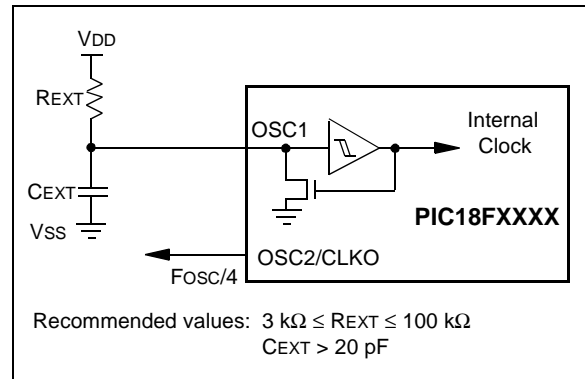 VDD
REXT
OSC1
Internal
Clock
CEXT
PIC18FXXXX
VSS
OSC2/CLKO
FOSC/4
Recommended values: 3 kΩ ≤ REXT ≤ 100 kΩ
CEXT > 20 pF